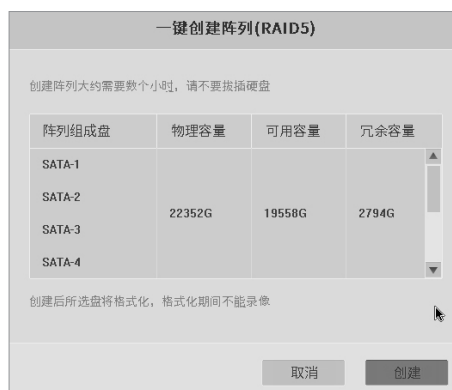 一键创建阵列(RAID5)
创建阵列大约需要数个小时，请不要拔插硬盘
阵列组成盘 物理容量 可用容量 冗余容量
SATA-1
SATA-2
22352G 19558G 2794G
SATA-3
SATA-4
创建后所选盘将格式化，格式化期间不能录像
取消 创建